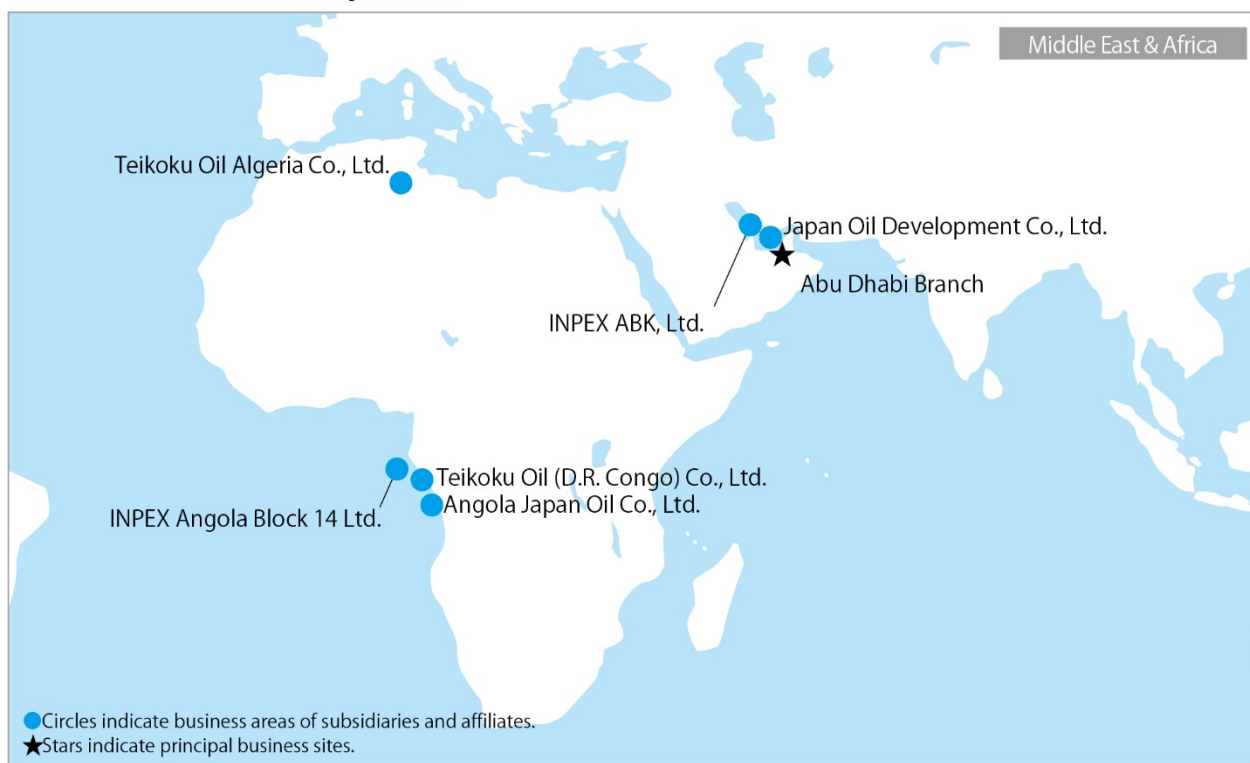 Middle East & Africa
Teikoku Oil Algeria Co., Ltd.
Japan Oil Development Co., Ltd.
Abu Dhabi Branch
INPEX ABK, Ltd.
Teikoku Oil (D.R. Congo) Co., Ltd.
Angola Japan Oil Co., Ltd.
INPEX Angola Block 14 Ltd.
Circles indicate business areas of subsidiaries and affiliates.
Stars indicate principal business sites.